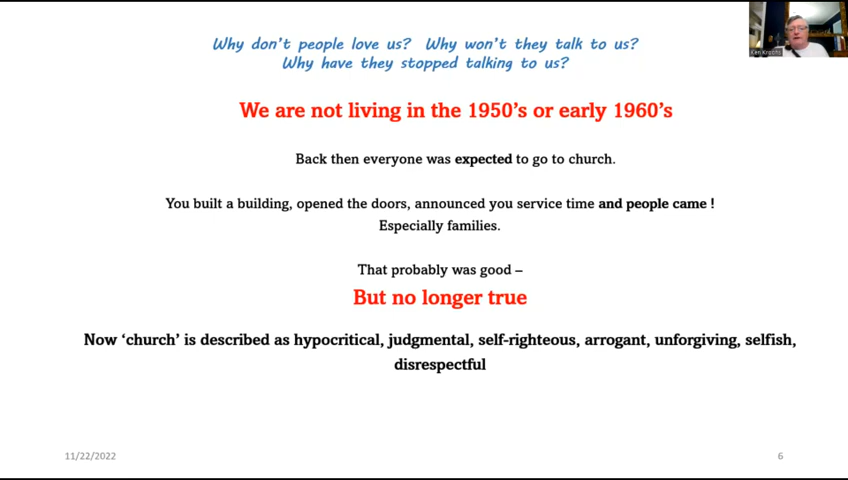 Why don't people love us? Why won't they talk to us?
Why have they stopped talking to us?
We are not living in the 1950's or early 1960's
Back then everyone was expected to go to church.
You built a building, opened the doors, announced you service time and people came !
Especially families.
That probably was good –
But no longer true
Now ‘church’ is described as hypocritical, judgmental, self-righteous, arrogant, unforgiving, selfish,
disrespectful
11/22/2022
6